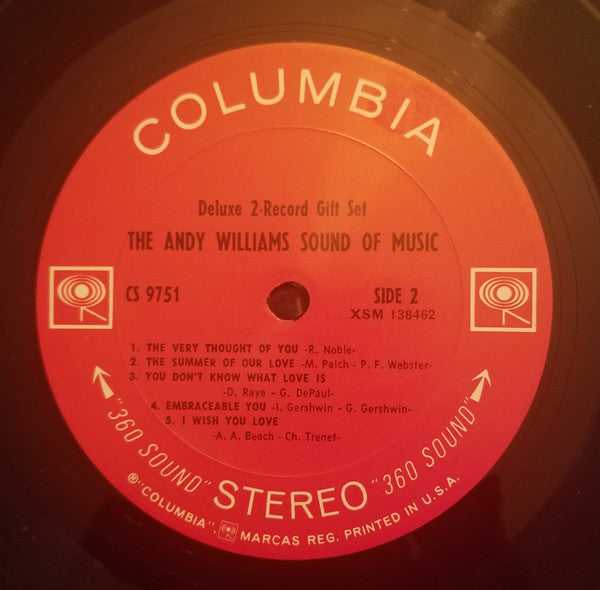 COLUMBIA
Deluxe 2-Record Gift Set
THE ANDY WILLIAMS SOUND OF MUSIC
CS 9751
SIDE 2
XSM 138462
1. THE VERY THOUGHT OF YOU -R. Noble-
2. THE SUMMER OF OUR LOVE -M. Paich - P. F. Webster-
3. YOU DON'T KNOW WHAT LOVE IS
-D. Raye - G. DePaul-
4. EMBRACEABLE YOU -I. Gershwin - G. Gershwin-
5. I WISH YOU LOVE
-A. A. Beach - Ch. Trenet-
"360 SOUND" STEREO "360 SOUND"
®"COLUMBIA", MARCAS REG. PRINTED IN U.S.A.